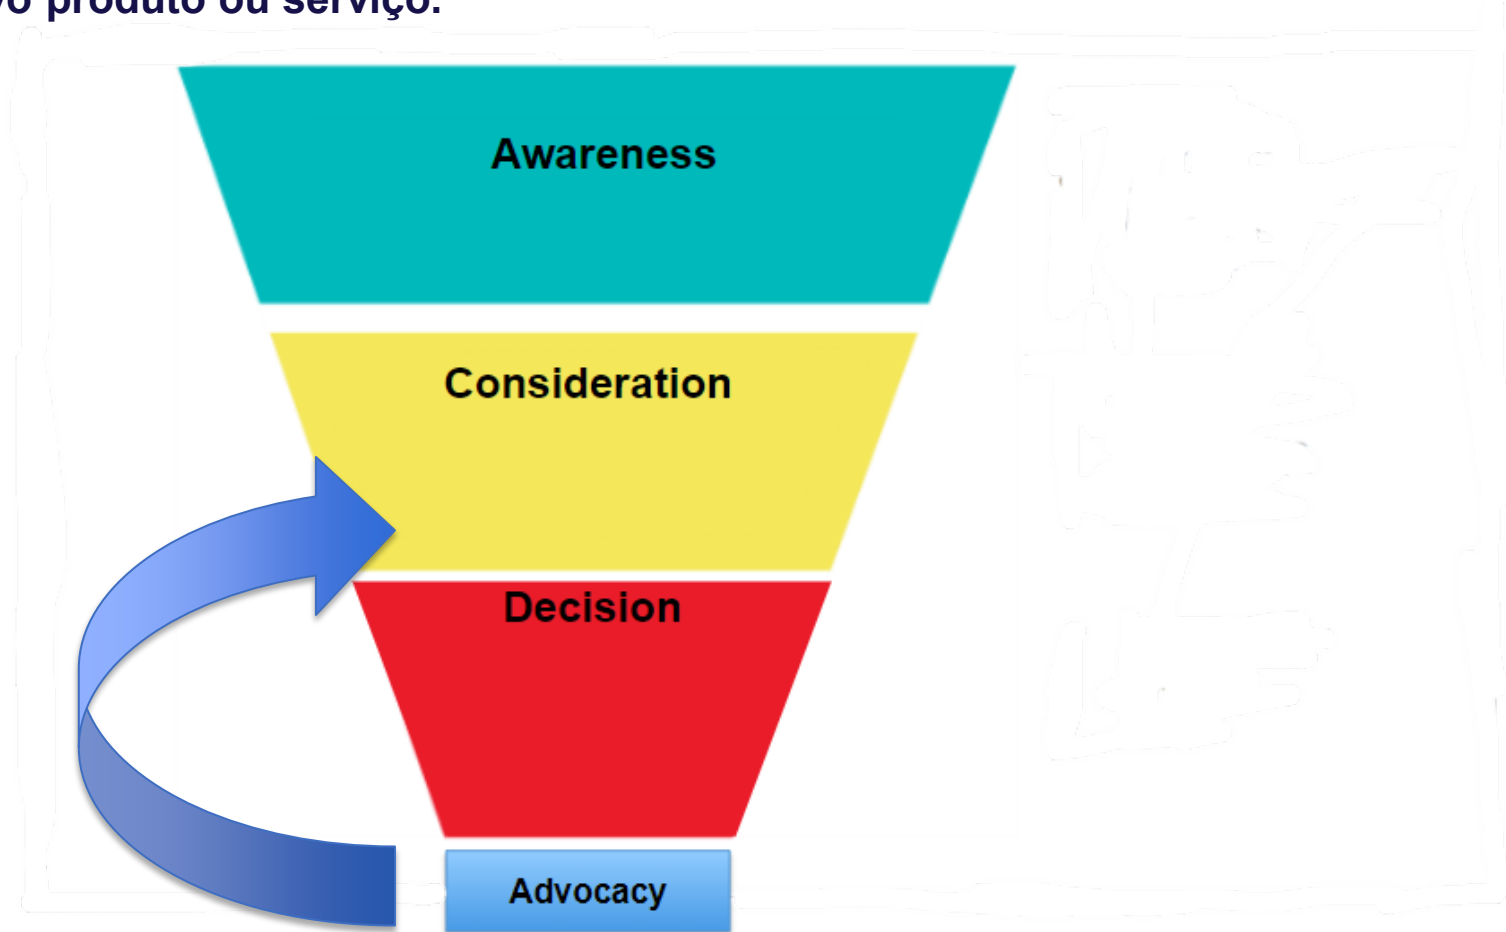 produto ou serviço.
Awareness
Consideration
Decision
Advocacy